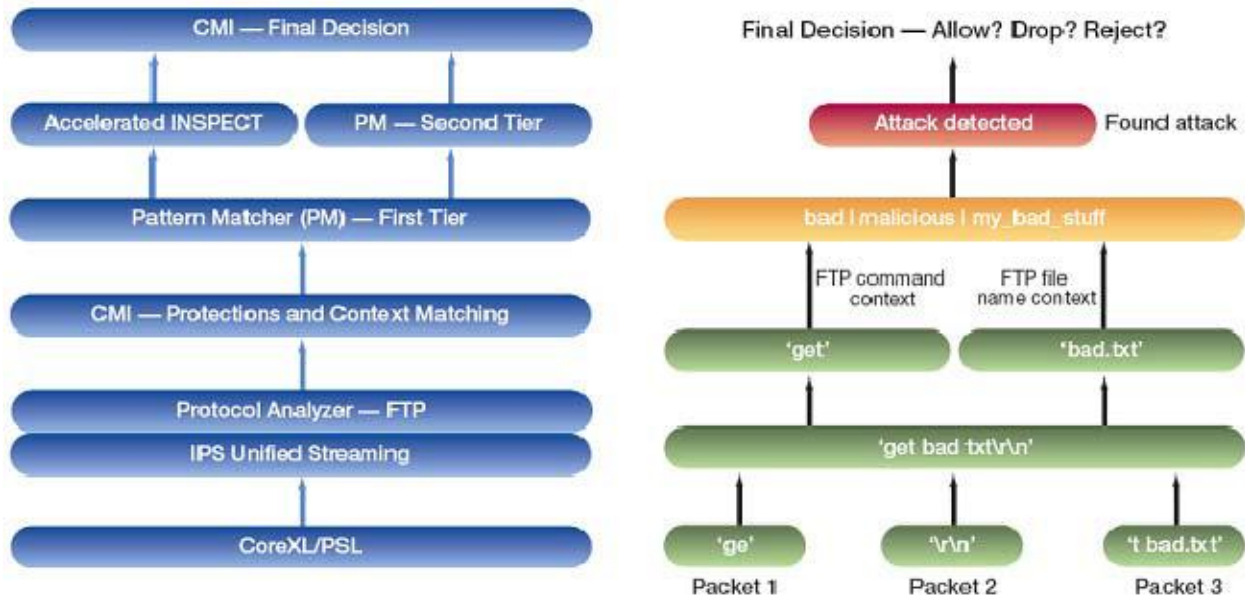 CMI — Final Decision
Accelerated INSPECT
PM — Second Tier
Pattern Matcher (PM) — First Tier
CMI — Protections and Context Matching
Protocol Analyzer — FTP
IPS Unified Streaming
CoreXL/PSL
Final Decision — Allow? Drop? Reject?
Attack detected
Found attack
bad | malicious | my_bad_stuff
FTP command
context
FTP file
name context
‘get’
‘bad.txt’
‘get bad txt\r\n’
‘ge’
‘\r\n’
‘t bad.txt’
Packet 1
Packet 2
Packet 3